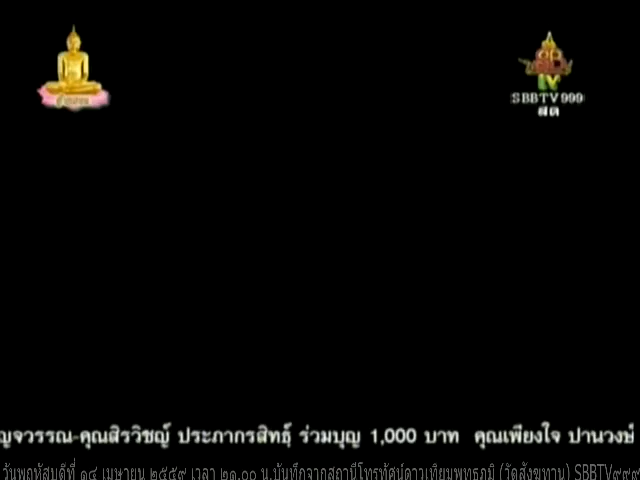 SBBTV999
สด
ญจวรรณ-คุณสิรวิชญ์ ประภากรสิทธุ์ ร่วมบุญ 1,000 บาท คุณเพียงใจ ปานวงษ์
วันพฤหัสบดีที่ ๑๔ เมษายน ๒๕๕๙ เวลา ๒๑.๐๐ น.บันทึกจากสถานีโทรทัศน์ดาวเทียมพุทธภูมิ (วัดสังฆทาน) SBBTV๙๙๙